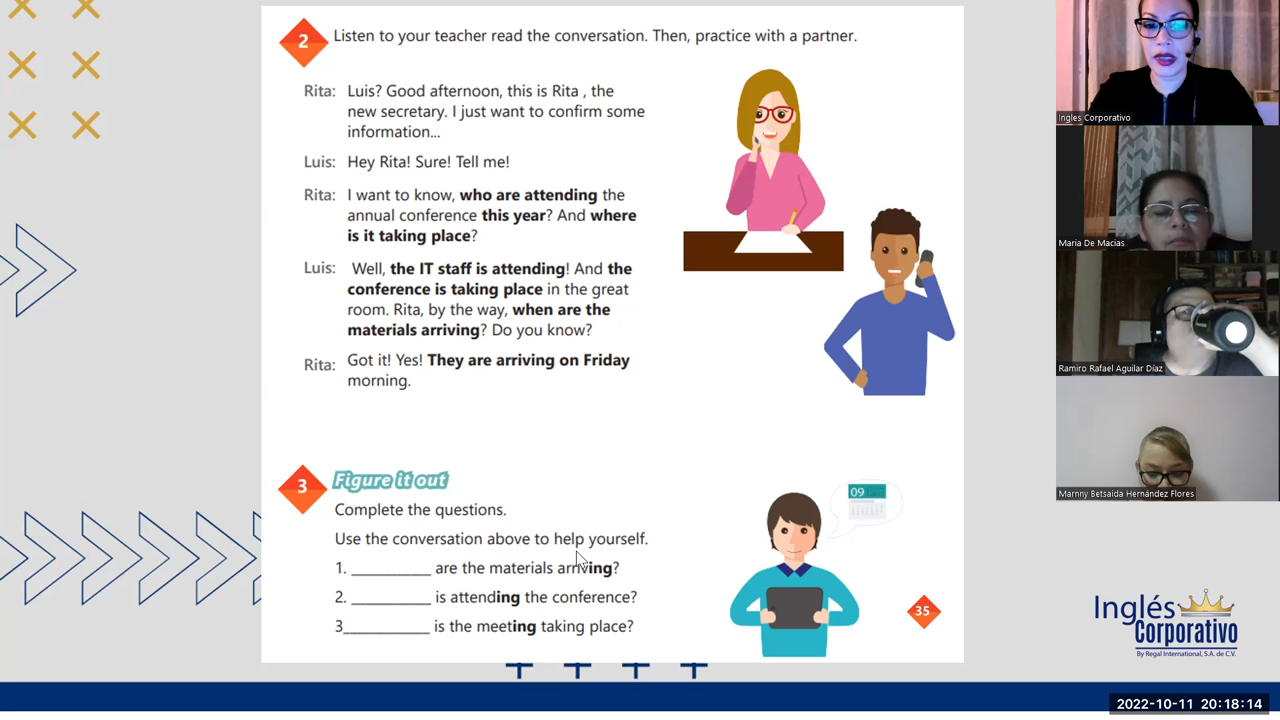 2
Listen to your teacher read the conversation. Then, practice with a partner.
Rita: Luis? Good afternoon, this is Rita , the
new secretary. I just want to confirm some
information...
Luis: Hey Rita! Sure! Tell me!
Rita: I want to know, who are attending the
annual conference this year? And where
is it taking place?
Luis: Well, the IT staff is attending! And the
conference is taking place in the great
room. Rita, by the way, when are the
materials arriving? Do you know?
Rita: Got it! Yes! They are arriving on Friday
morning.
3
Figure it out
Complete the questions.
Use the conversation above to help yourself.
1. __________ are the materials arriving?
2. __________ is attending the conference?
3___________ is the meeting taking place?
09
35
Ingles Corporativo
Maria De Macias
Ramiro Rafael Aguilar Díaz
Marnny Betsaida Hernández Flores
Inglés
Corporativo
By Regal International, S.A. de C.V.
2022-10-11 20:18:14